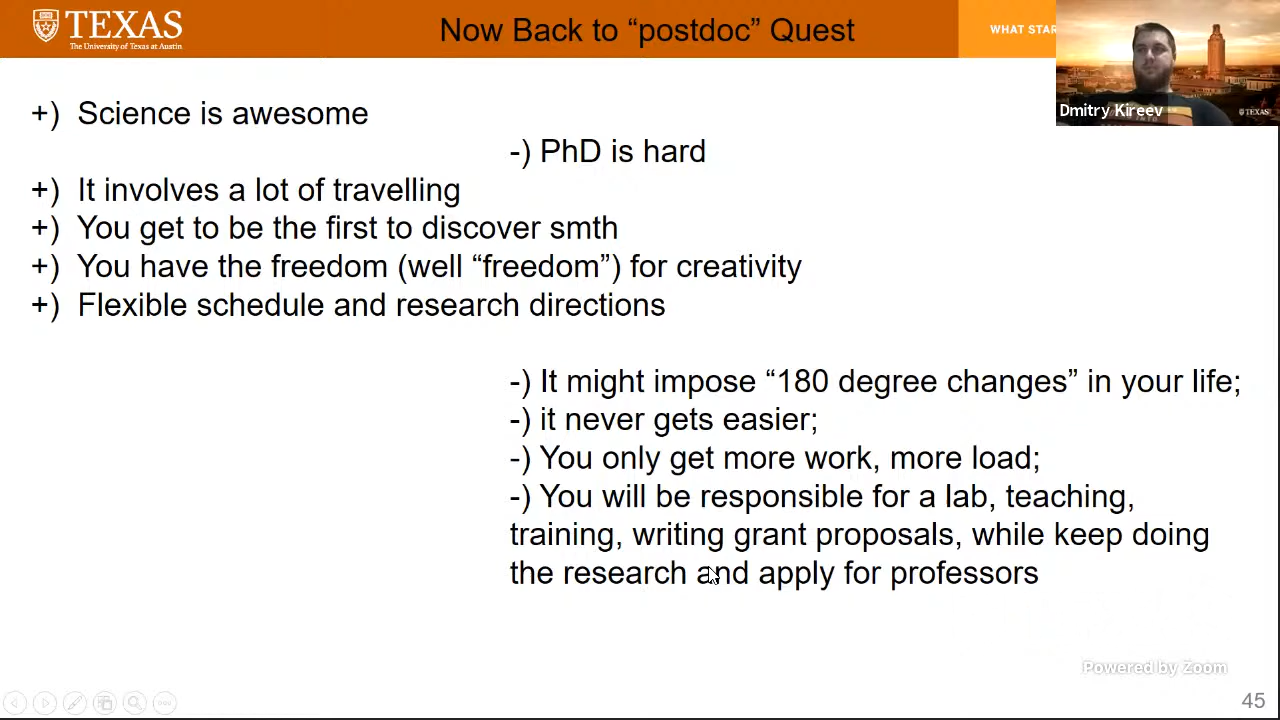 TEXAS
The University of Texas at Austin
Now Back to “postdoc” Quest
WHAT STAR
Dmitry Kireev
TEXAS
+) Science is awesome
-) PhD is hard
+) It involves a lot of travelling
+) You get to be the first to discover smth
+) You have the freedom (well “freedom”) for creativity
+) Flexible schedule and research directions
-) It might impose “180 degree changes” in your life;
-) it never gets easier;
-) You only get more work, more load;
-) You will be responsible for a lab, teaching,
training, writing grant proposals, while keep doing
the research and apply for professors
Powered by Zoom
45